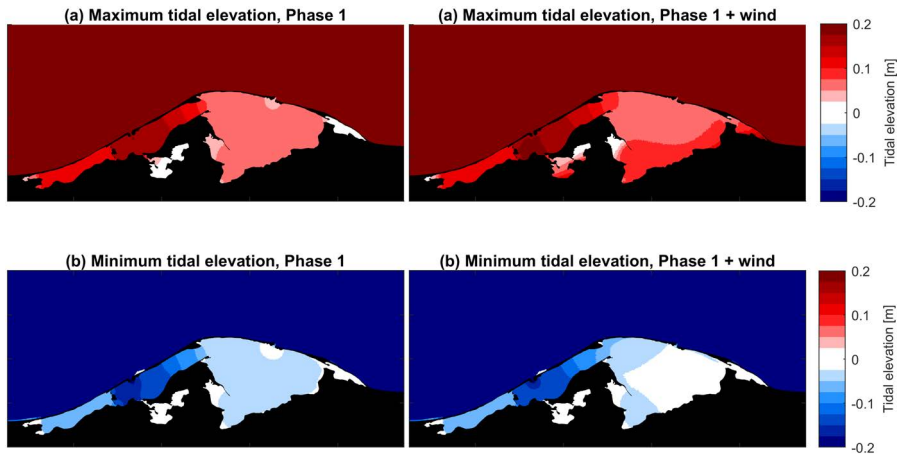 (a) Maximum tidal elevation, Phase 1
(a) Maximum tidal elevation, Phase 1 + wind
0.2
0.1
0
-0.1
-0.2
Tidal elevation [m]
(b) Minimum tidal elevation, Phase 1
(b) Minimum tidal elevation, Phase 1 + wind
0.2
0.1
0
-0.1
-0.2
Tidal elevation [m]